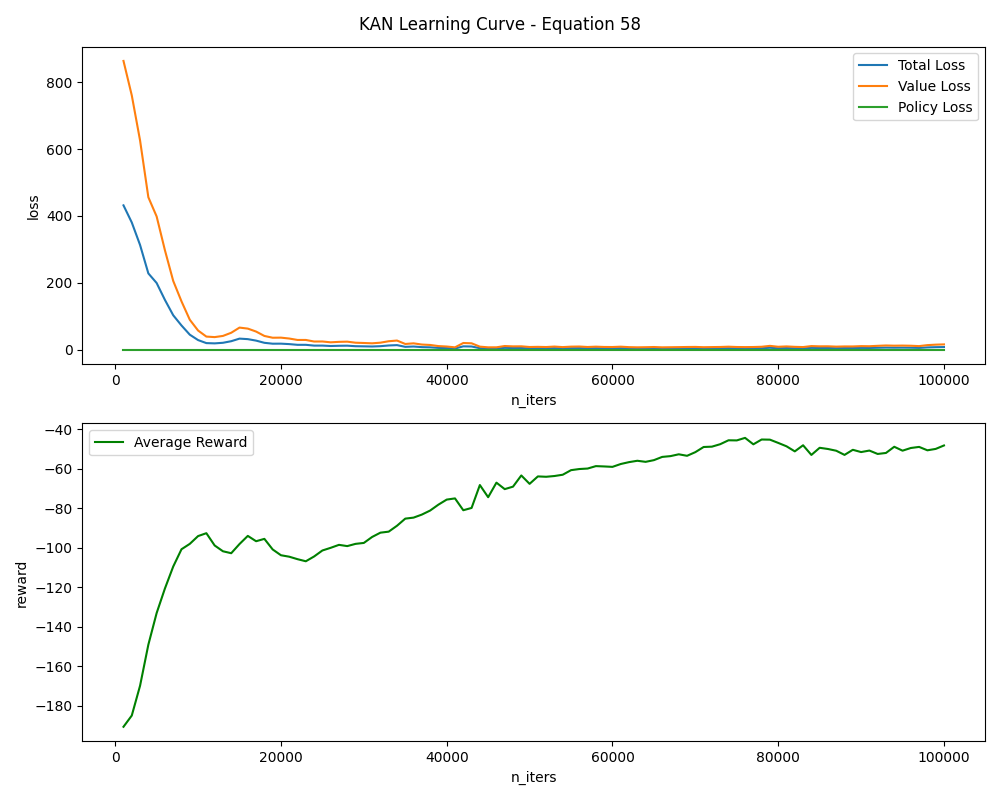 KAN Learning Curve - Equation 58
Total Loss
Value Loss
Policy Loss
800
600
400
200
0
loss
0 20000 40000 60000 80000 100000
n_iters
Average Reward
−40
−60
−80
−100
−120
−140
−160
−180
reward
0 20000 40000 60000 80000 100000
n_iters